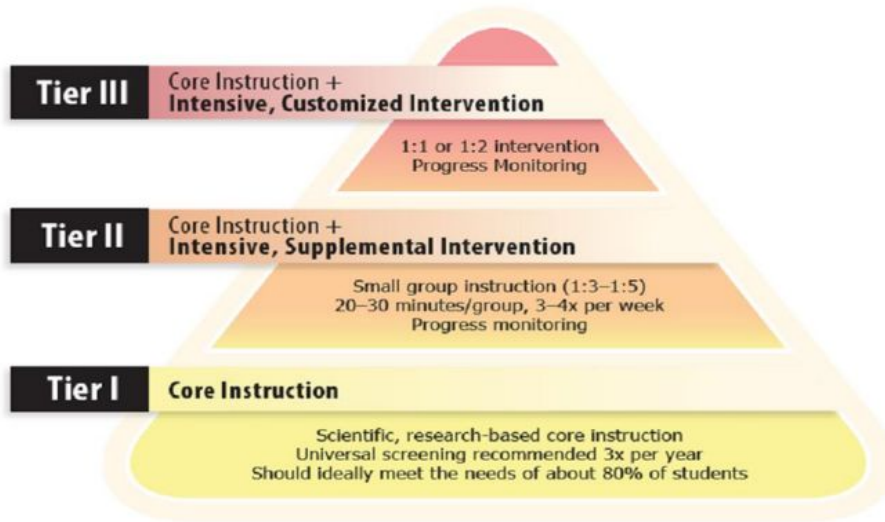 Tier III
Core Instruction +
Intensive, Customized Intervention
1:1 or 1:2 intervention
Progress Monitoring
Tier II
Core Instruction +
Intensive, Supplemental Intervention
Small group instruction (1:3–1:5)
20–30 minutes/group, 3–4x per week
Progress monitoring
Tier I
Core Instruction
Scientific, research-based core instruction
Universal screening recommended 3x per year
Should ideally meet the needs of about 80% of students